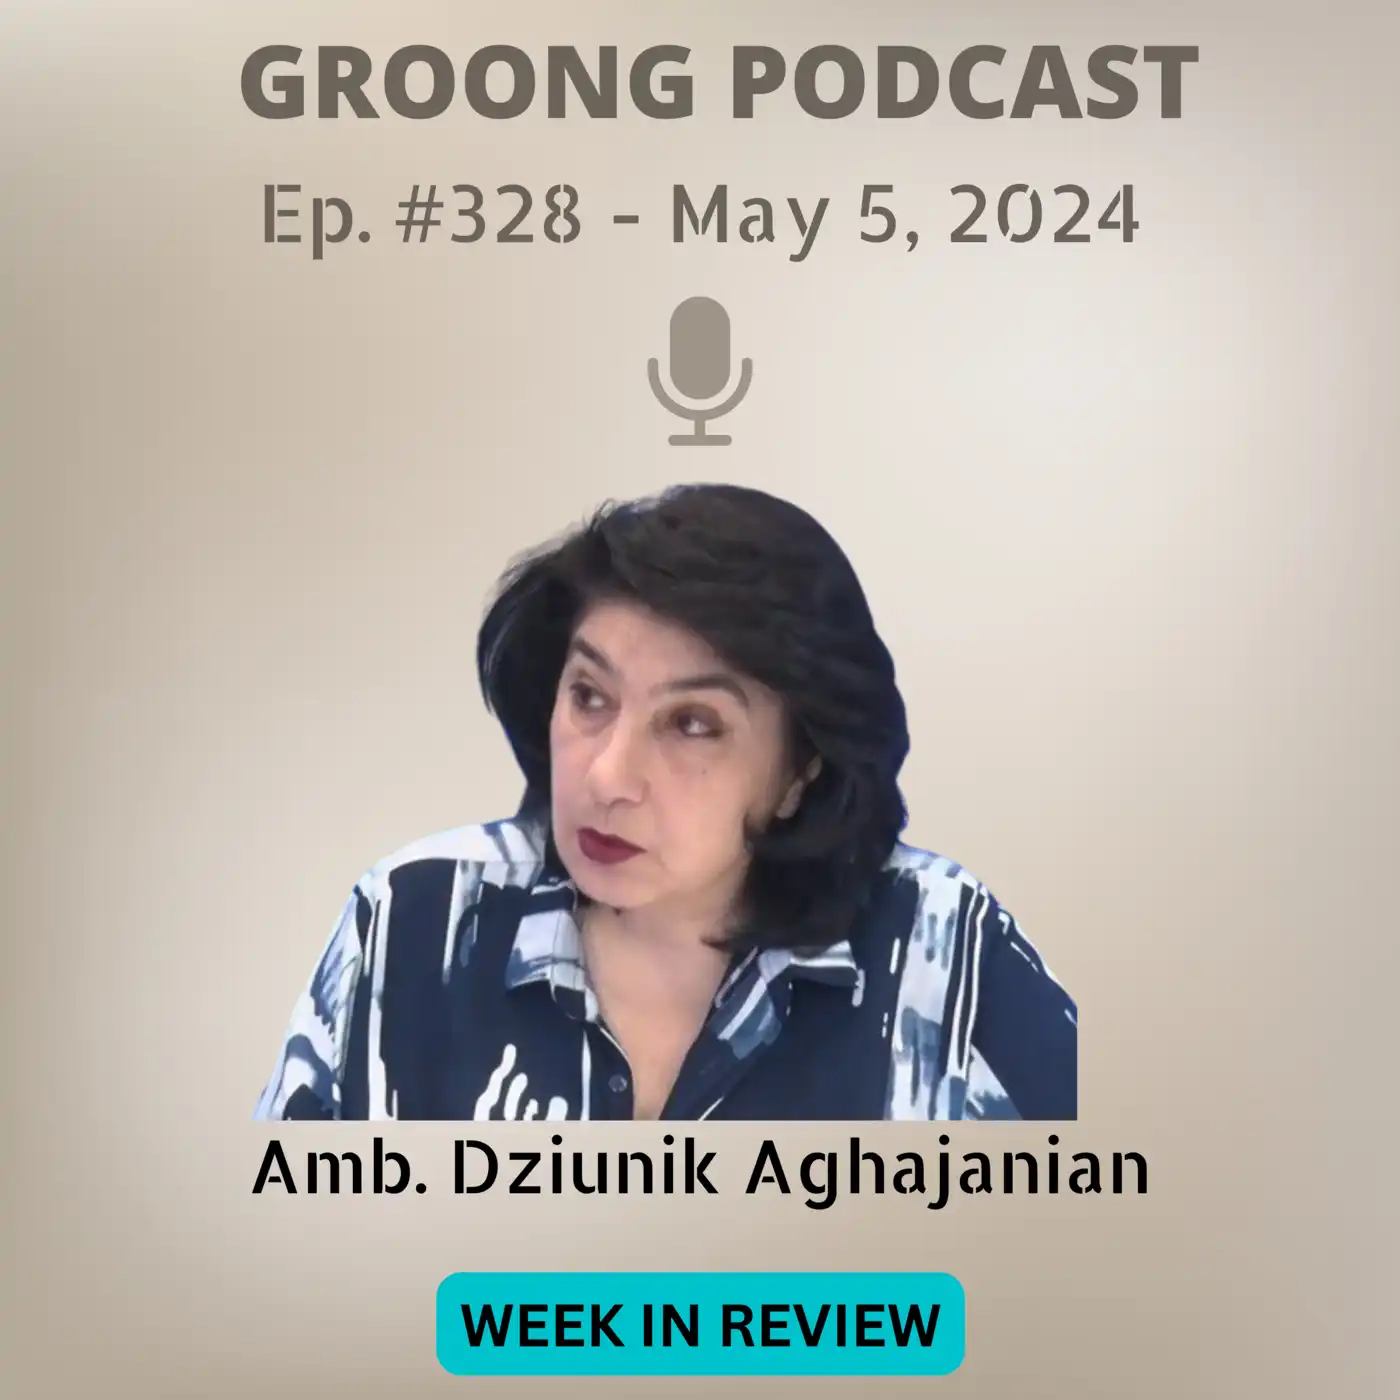 GROONG PODCAST
Ep. #328 - May 5, 2024
Amb. Dziunik Aghajanian
WEEK IN REVIEW